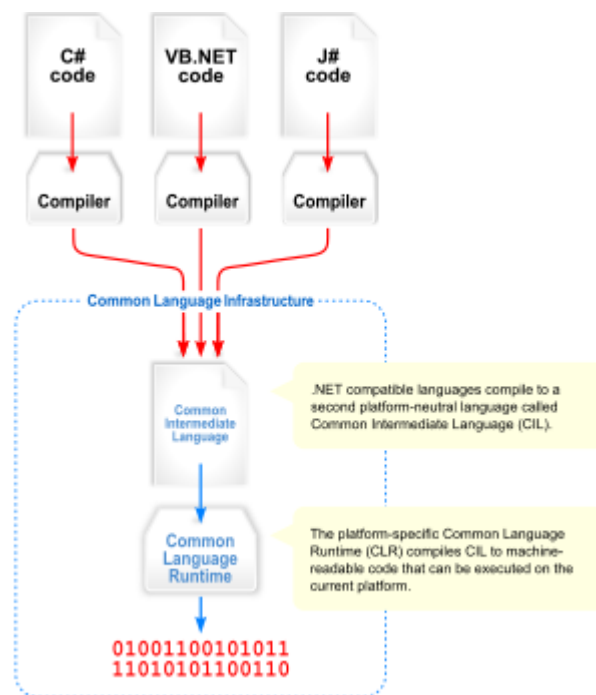 C#
code
VB.NET
code
J#
code
Compiler
Compiler
Compiler
Common Language Infrastructure
Common
Intermediate
Language
.NET compatible languages compile to a
second platform-neutral language called
Common Intermediate Language (CIL).
Common
Language
Runtime
The platform-specific Common Language
Runtime (CLR) compiles CIL to machine-
readable code that can be executed on the
current platform.
01001100101011
11010101100110